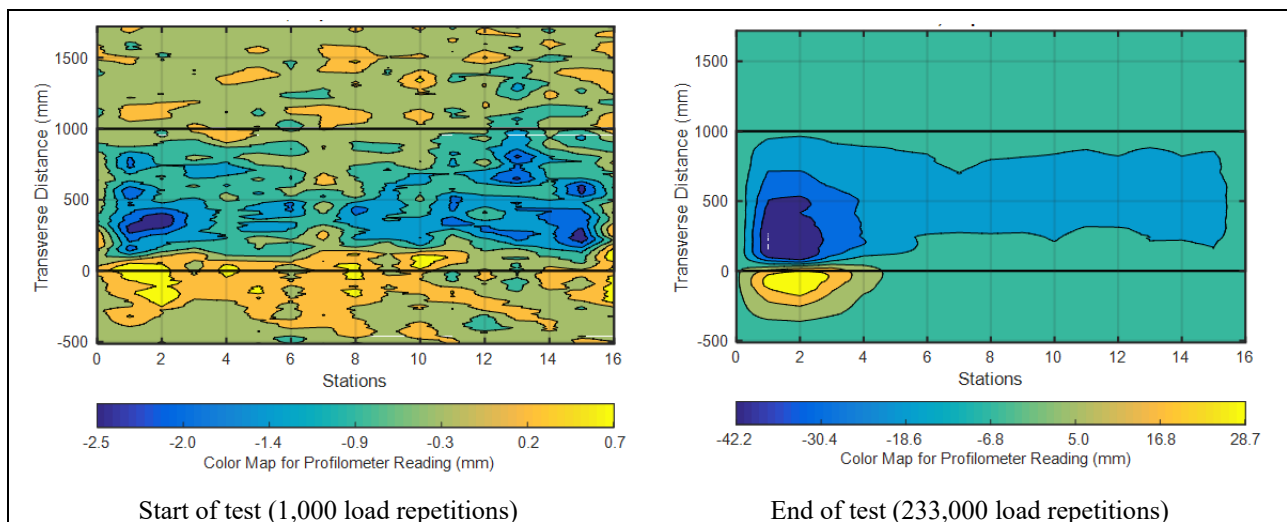 1500
1000
500
0
-500
Transverse Distance (mm)
0 2 4 6 8 10 12 14 16
Stations
-2.5 -2.0 -1.4 -0.9 -0.3 0.2 0.7
Color Map for Profilometer Reading (mm)
Start of test (1,000 load repetitions)
1500
1000
500
0
-500
Transverse Distance (mm)
0 2 4 6 8 10 12 14 16
Stations
-42.2 -30.4 -18.6 -6.8 5.0 16.8 28.7
Color Map for Profilometer Reading (mm)
End of test (233,000 load repetitions)